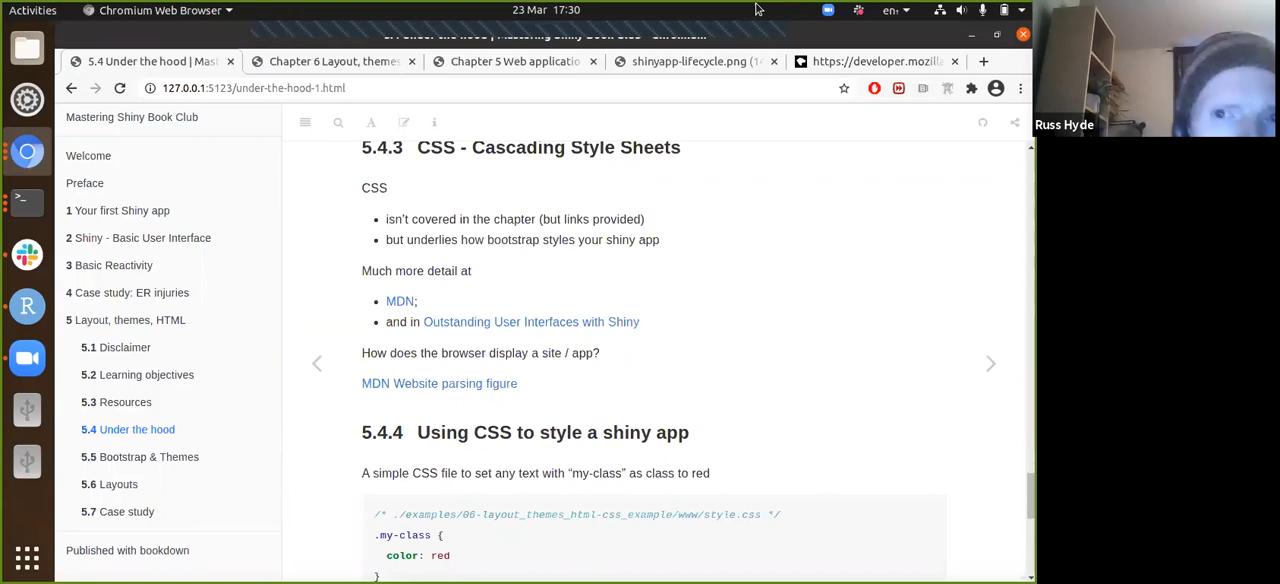 Activities
Chromium Web Browser
23 Mar 17:30
en₁
5.4 Under the hood | Mast
Chapter 6 Layout, themes
Chapter 5 Web applicatio
shinyapp-lifecycle.png (14
https://developer.mozilla
127.0.0.1:5123/under-the-hood-1.html
Russ Hyde
Mastering Shiny Book Club
Welcome
Preface
1 Your first Shiny app
2 Shiny - Basic User Interface
3 Basic Reactivity
4 Case study: ER injuries
5 Layout, themes, HTML
5.1 Disclaimer
5.2 Learning objectives
5.3 Resources
5.4 Under the hood
5.5 Bootstrap & Themes
5.6 Layouts
5.7 Case study
Published with bookdown
5.4.3 CSS - Cascading Style Sheets
CSS
isn't covered in the chapter (but links provided)
but underlies how bootstrap styles your shiny app
Much more detail at
MDN;
and in Outstanding User Interfaces with Shiny
How does the browser display a site / app?
MDN Website parsing figure
5.4.4 Using CSS to style a shiny app
A simple CSS file to set any text with “my-class” as class to red
/* ./examples/06-layout_themes_html-css_example/www/style.css */
.my-class {
color: red
}